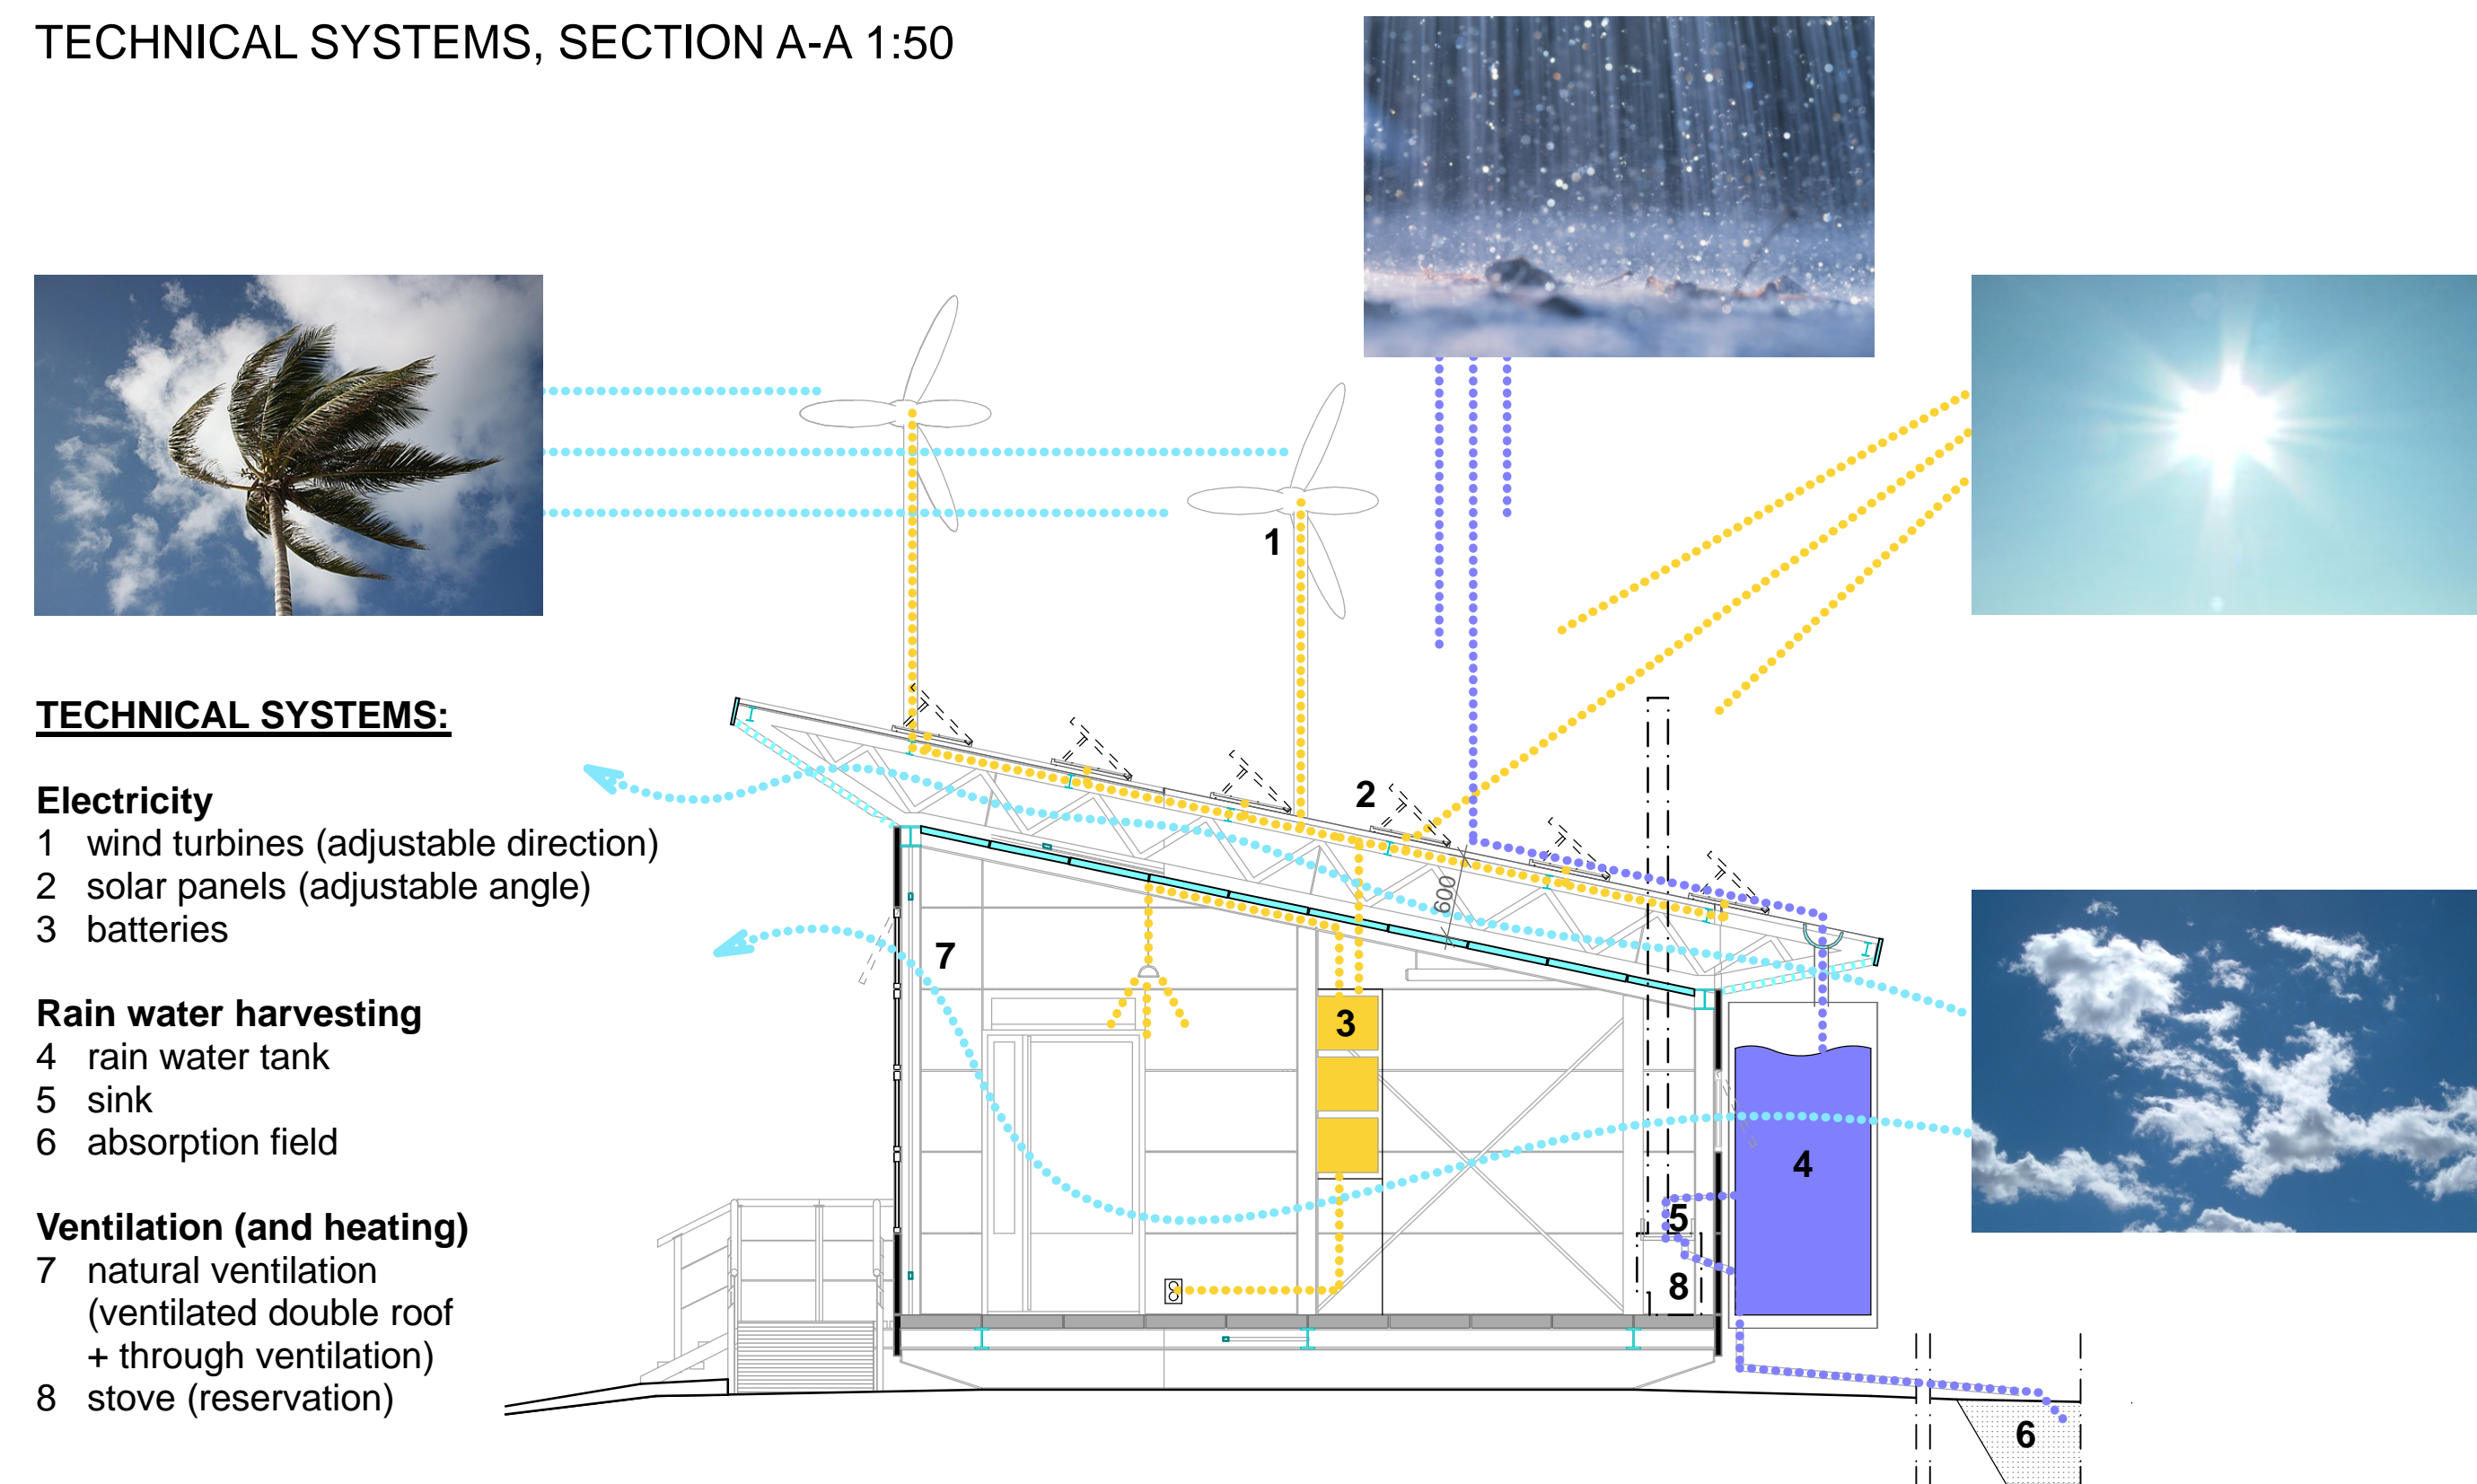 TECHNICAL SYSTEMS, SECTION A-A 1:50
TECHNICAL SYSTEMS:
Electricity
1 wind turbines (adjustable direction)
2 solar panels (adjustable angle)
3 batteries
Rain water harvesting
4 rain water tank
5 sink
6 absorption field
Ventilation (and heating)
7 natural ventilation
(ventilated double roof
+ through ventilation)
8 stove (reservation)
1
2
600
7
3
4
5
8
6